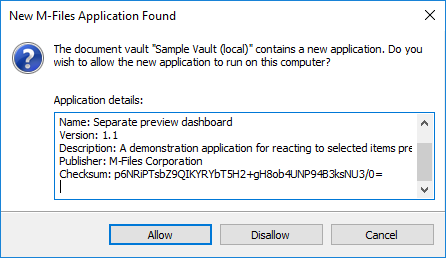 New M-Files Application Found
The document vault "Sample Vault (local)" contains a new application. Do you
wish to allow the new application to run on this computer?
Application details:
Name: Separate preview dashboard
Version: 1.1
Description: A demonstration application for reacting to selected items pre
Publisher: M-Files Corporation
Checksum: p6NRiPTsbZ9QIKYRYbT5H2+gH8ob4UNP94B3ksNU3/0=
Allow
Disallow
Cancel